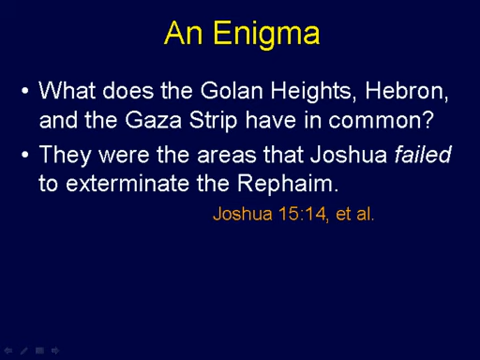 An Enigma
• What does the Golan Heights, Hebron,
and the Gaza Strip have in common?
• They were the areas that Joshua failed
to exterminate the Rephaim.
Joshua 15:14, et al.